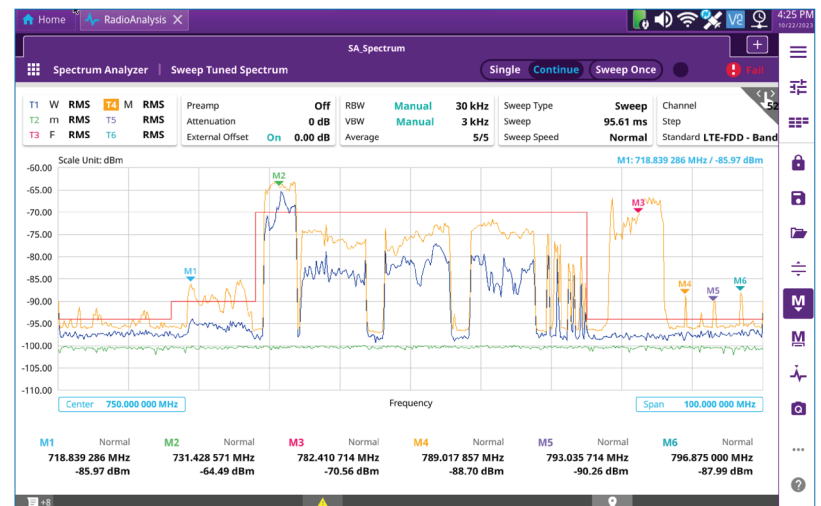 Home
RadioAnalysis
V2
4:25 PM
10/22/2023
SA_Spectrum
+
Spectrum Analyzer | Sweep Tuned Spectrum
Single Continue Sweep Once
! Fail
T1 W RMS T4 M RMS
T2 m RMS T5 RMS
T3 F RMS T6 RMS
Preamp Off
Attenuation 0 dB
External Offset On 0.00 dB
RBW Manual 30 kHz
VBW Manual 3 kHz
Average 5/5
Sweep Type Sweep
Sweep 95.61 ms
Sweep Speed Normal
Channel 52
Step
Standard LTE-FDD - Band
Scale Unit: dBm
M1: 718.839 286 MHz / -85.97 dBm
-60.00
-65.00
-70.00
-75.00
-80.00
-85.00
-90.00
-95.00
-100.00
-105.00
-110.00
M1
M2
M3
M4
M5
M6
Center 750.000 000 MHz
Frequency
Span 100.000 000 MHz
M1 Normal
718.839 286 MHz
-85.97 dBm
M2 Normal
731.428 571 MHz
-64.49 dBm
M3 Normal
782.410 714 MHz
-70.56 dBm
M4 Normal
789.017 857 MHz
-88.70 dBm
M5 Normal
793.035 714 MHz
-90.26 dBm
M6 Normal
796.875 000 MHz
-87.99 dBm
M
M
+8